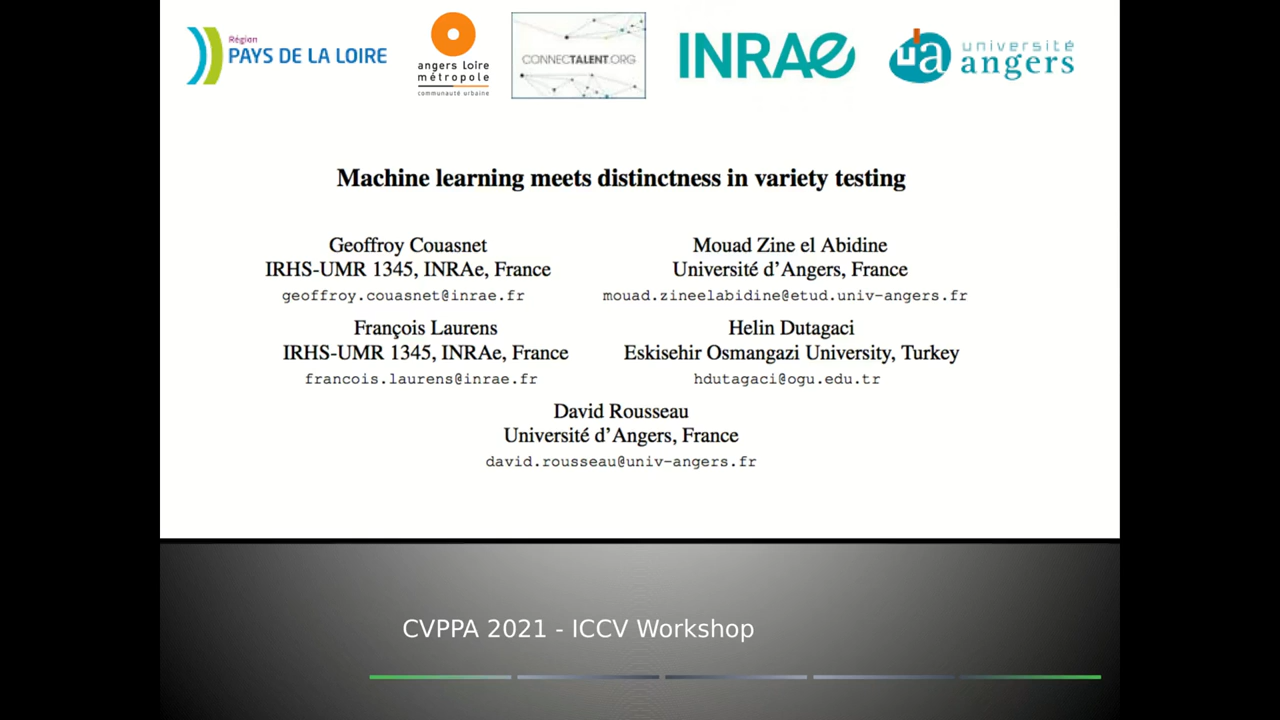 Région
PAYS DE LA LOIRE
angers Loire
métropole
communauté urbaine
CONNECTALENT.ORG
INRAE
ua
université
angers
Machine learning meets distinctness in variety testing
Geoffroy Couasnet
IRHS-UMR 1345, INRAe, France
geoffroy.couasnet@inrae.fr
Mouad Zine el Abidine
Université d'Angers, France
mouad.zineelabidine@etud.univ-angers.fr
François Laurens
IRHS-UMR 1345, INRAe, France
francois.laurens@inrae.fr
Helin Dutagaci
Eskisehir Osmangazi University, Turkey
hdutagaci@ogu.edu.tr
David Rousseau
Université d'Angers, France
david.rousseau@univ-angers.fr
CVPPA 2021 - ICCV Workshop